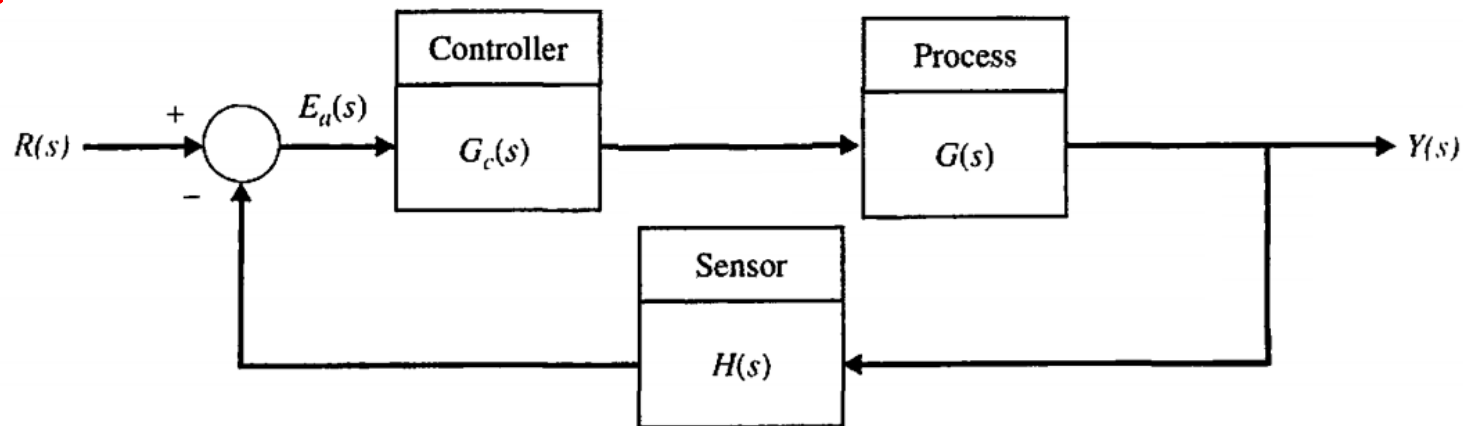 Controller
Process
+
E_a(s)
R(s)
G_c(s)
G(s)
Y(s)
−
Sensor
H(s)